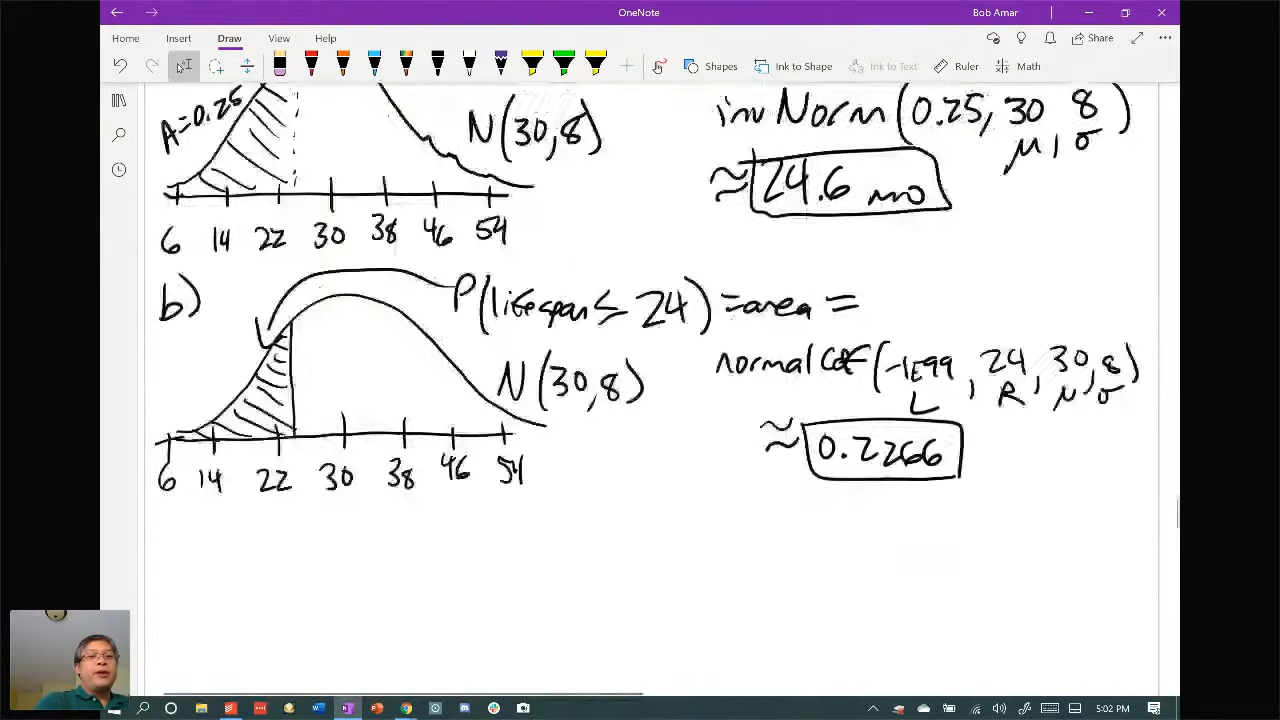 OneNote
Bob Amar
Home Insert Draw View Help
Share
Shapes Ink to Shape Ink to Text Ruler Math
A=0.25
N(30,8)
invNorm(0.25, 30 8)
μ, σ
≈ 24.6 mo
6 14 22 30 38 46 54
b)
P(lifespan ≤ 24) = area =
N(30,8)
normalcdf(-1E99, 24, 30, 8)
L R μ σ
≈ 0.2266
6 14 22 30 38 46 54
5:02 PM